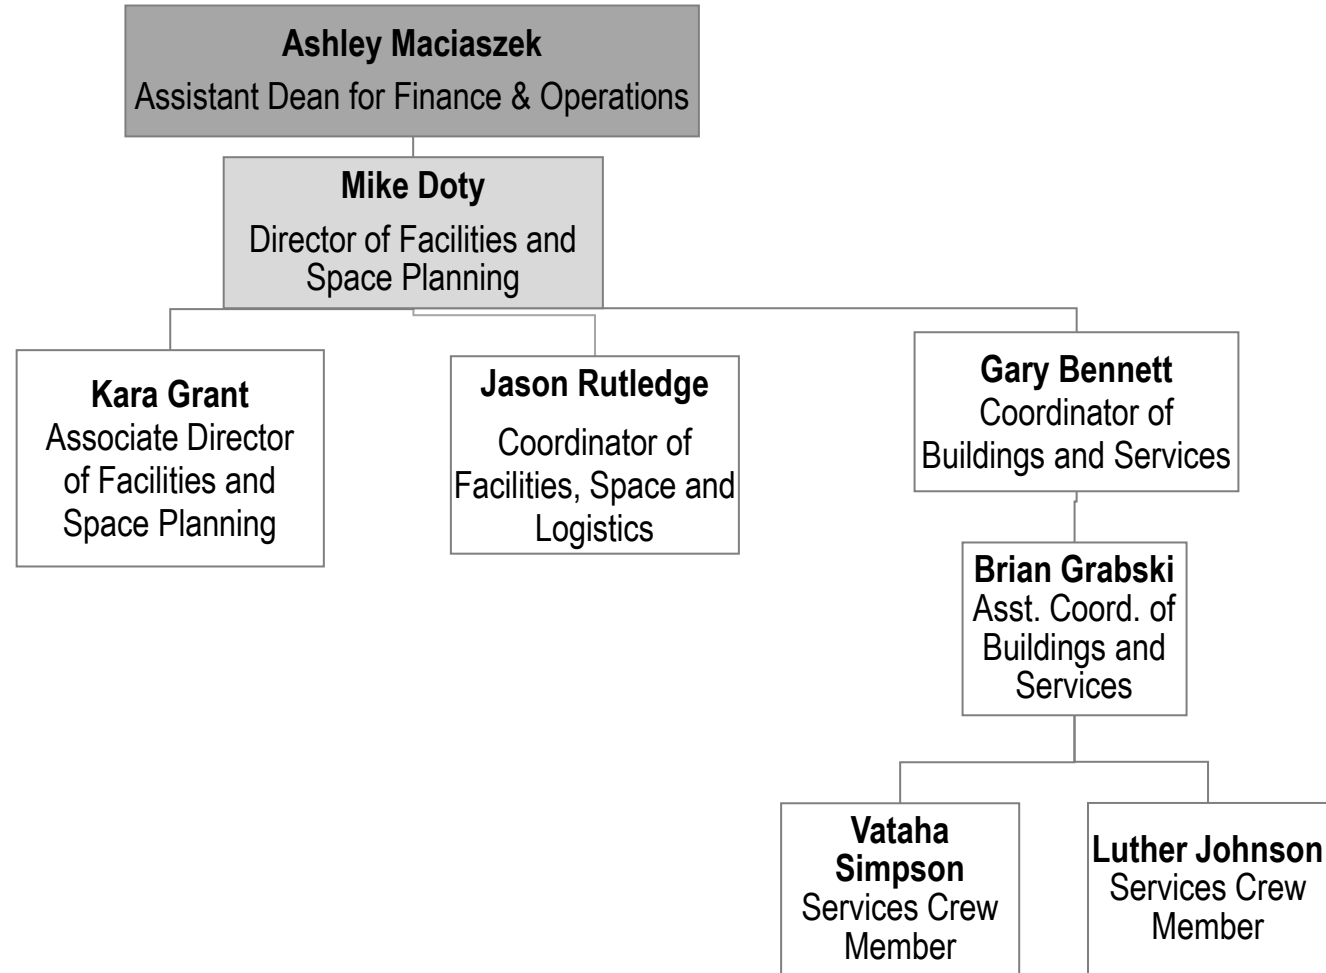 Ashley Maciaszek
Assistant Dean for Finance & Operations
Mike Doty
Director of Facilities and
Space Planning
Kara Grant
Associate Director
of Facilities and
Space Planning
Jason Rutledge
Coordinator of
Facilities, Space and
Logistics
Gary Bennett
Coordinator of
Buildings and Services
Brian Grabski
Asst. Coord. of
Buildings and
Services
Vataha
Simpson
Services Crew
Member
Luther Johnson
Services Crew
Member